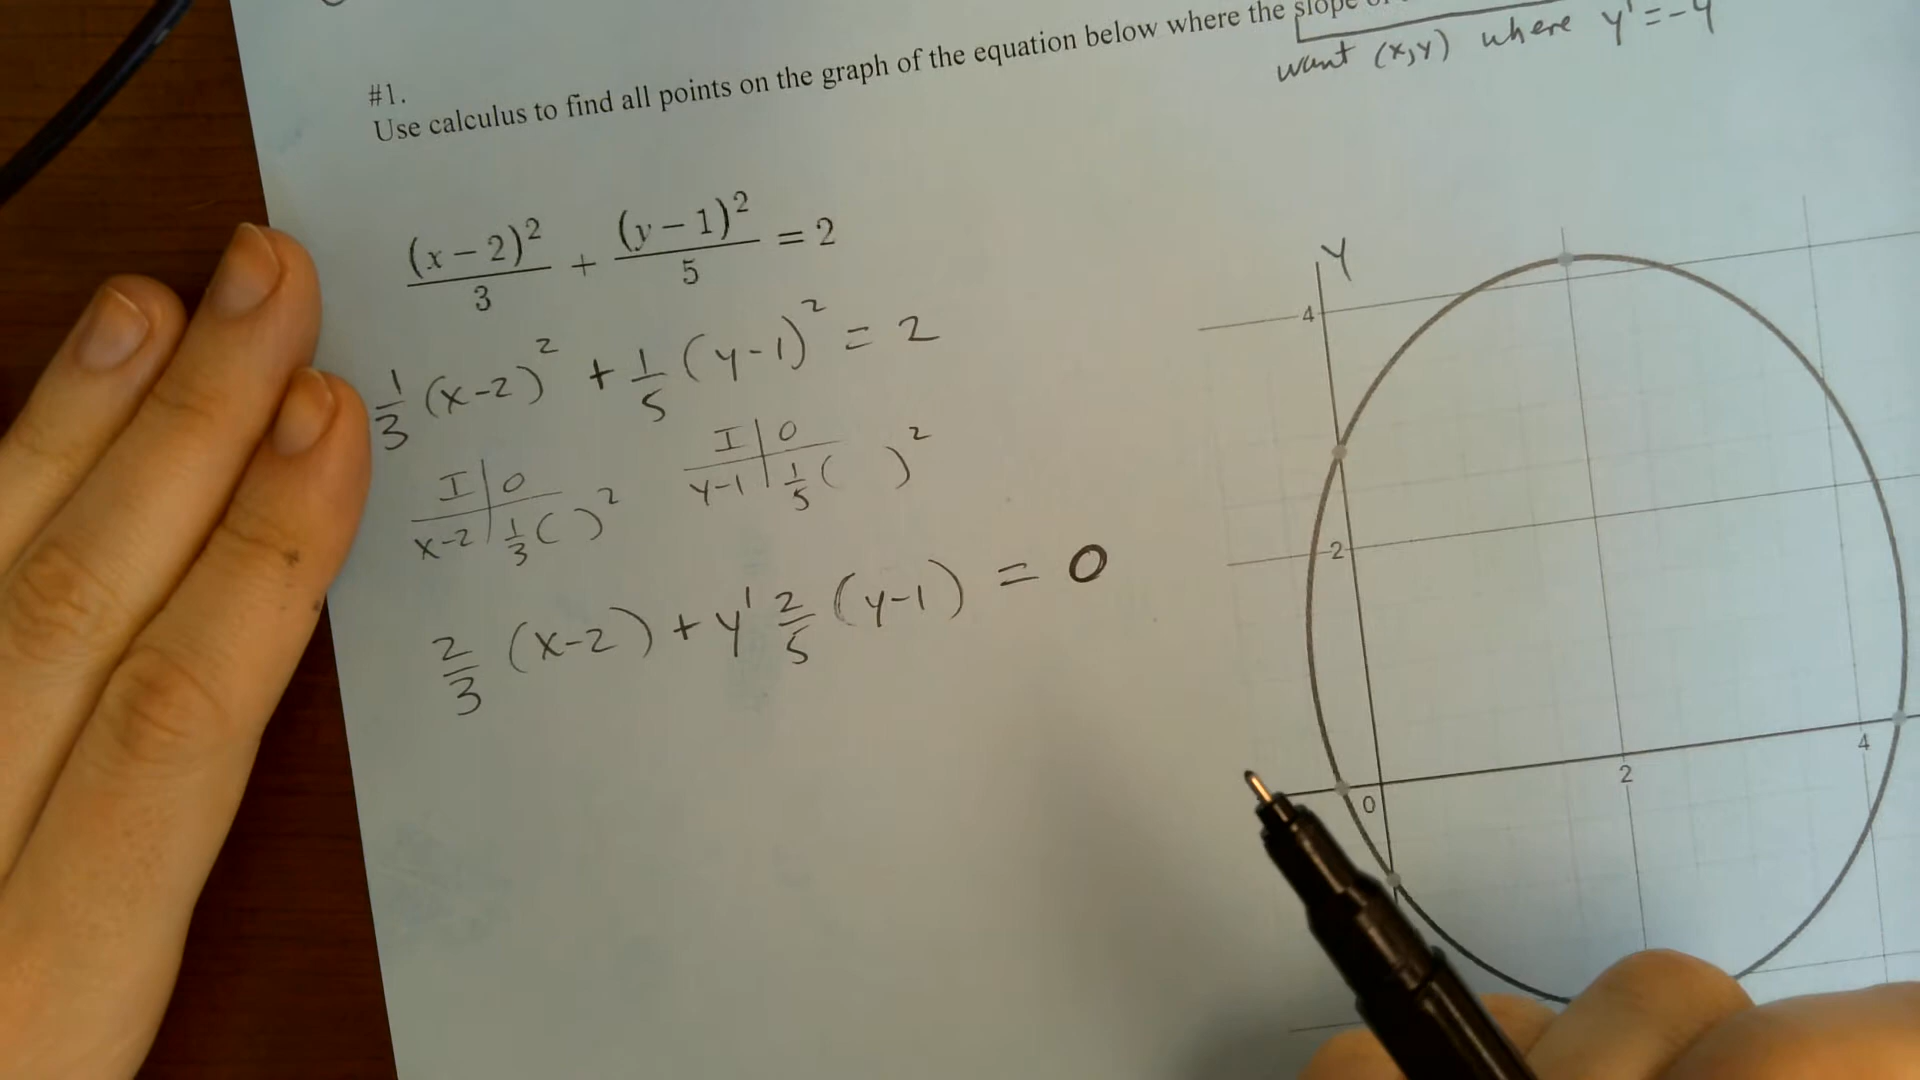 #1.
Use calculus to find all points on the graph of the equation below where the slope
want (x,y) where y' = -4
(x − 2)² / 3 + (y − 1)² / 5 = 2
1/3 (x-2)² + 1/5 (y-1)² = 2
I | O
x-2 | 1/3 ( )²
I | O
y-1 | 1/5 ( )²
2/3 (x-2) + y' 2/5 (y-1) = 0
Y
4
2
0
2
4